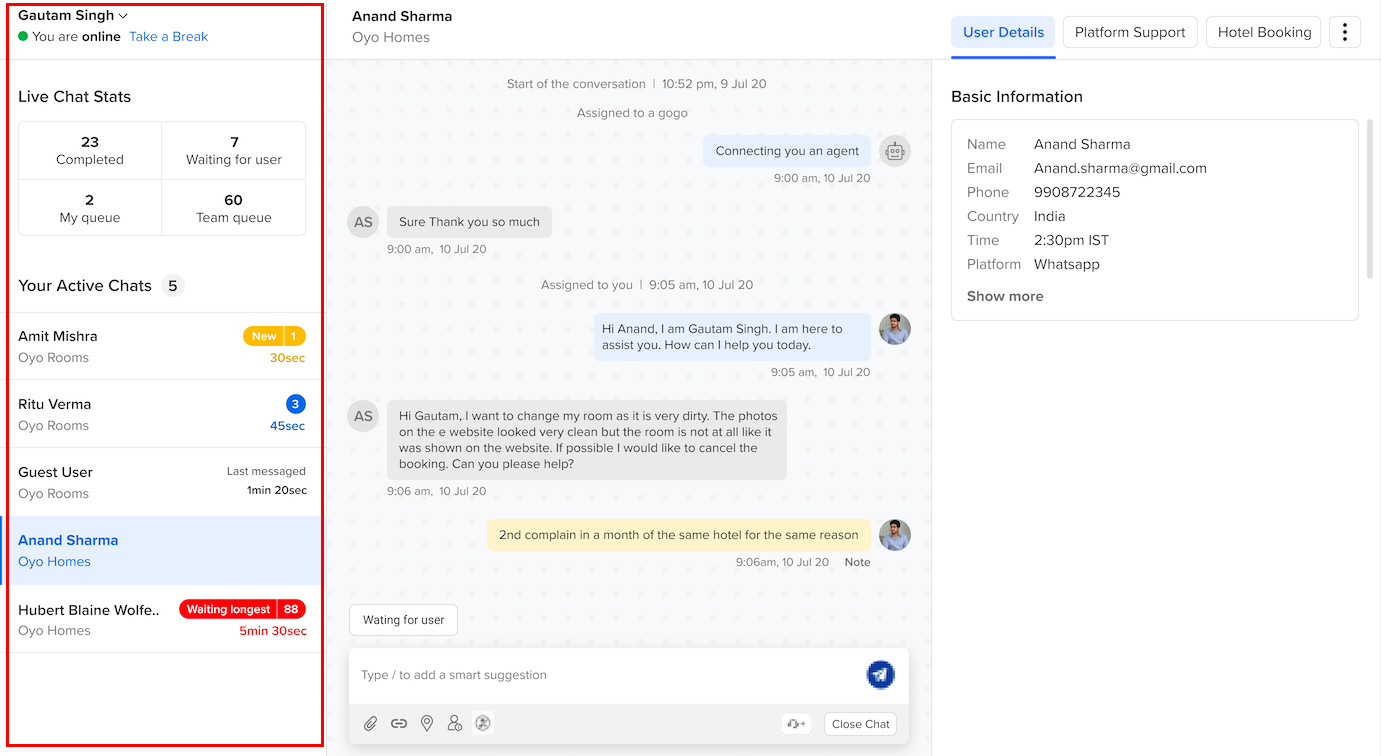 Gautam Singh
You are online Take a Break
Live Chat Stats
23
Completed
7
Waiting for user
2
My queue
60
Team queue
Your Active Chats 5
Amit Mishra
New 1
Oyo Rooms
30sec
Ritu Verma
3
Oyo Rooms
45sec
Guest User
Last messaged
Oyo Rooms
1min 20sec
Anand Sharma
Oyo Homes
Hubert Blaine Wolfe..
Waiting longest 88
Oyo Homes
5min 30sec
Anand Sharma
Oyo Homes
Start of the conversation | 10:52 pm, 9 Jul 20
Assigned to a gogo
Connecting you an agent
9:00 am, 10 Jul 20
AS
Sure Thank you so much
9:00 am, 10 Jul 20
Assigned to you | 9:05 am, 10 Jul 20
Hi Anand, I am Gautam Singh. I am here to
assist you. How can I help you today.
9:05 am, 10 Jul 20
AS
Hi Gautam, I want to change my room as it is very dirty. The photos
on the e website looked very clean but the room is not at all like it
was shown on the website. If possible I would like to cancel the
booking. Can you please help?
9:06 am, 10 Jul 20
2nd complain in a month of the same hotel for the same reason
9:06am, 10 Jul 20 Note
Wating for user
Type / to add a smart suggestion
Close Chat
User Details
Platform Support
Hotel Booking
Basic Information
Name Anand Sharma
Email Anand.sharma@gmail.com
Phone 9908722345
Country India
Time 2:30pm IST
Platform Whatsapp
Show more